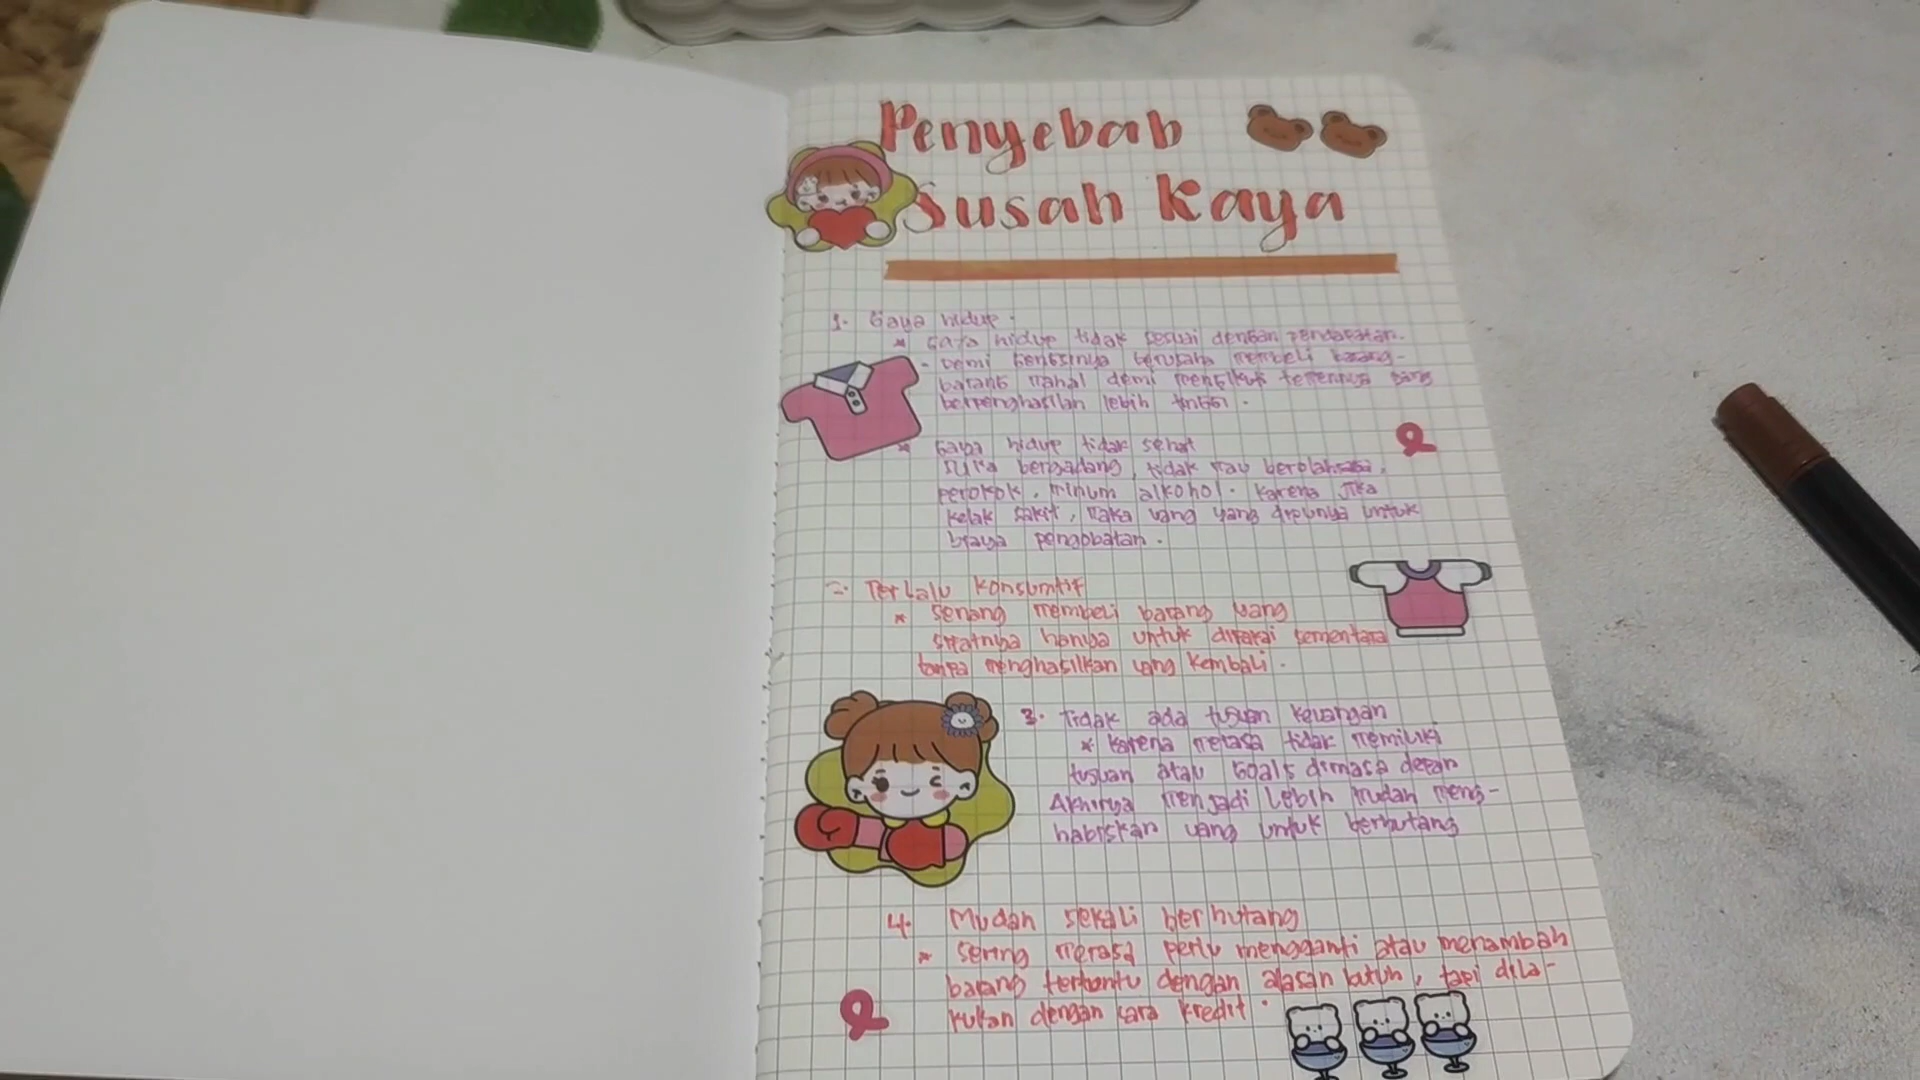 Penyebab
Susah Kaya
1. Gaya hidup.
* Gaya hidup tidak sesuai dengan pendapatan.
- Demi gengsinya berusaha membeli barang-
barang mahal demi mengikuti temennya yang
berpenghasilan lebih tinggi.
* Gaya hidup tidak sehat
suka bergadang, tidak mau berolahraga,
perokok, minum alkohol. Karena jika
kelak sakit, maka uang yang dipunya untuk
biaya pengobatan.
2. Terlalu konsumtif
* Senang membeli barang yang
sifatnya hanya untuk dipakai sementara
tanpa menghasilkan uang kembali.
3. Tidak ada tujuan keuangan
* Karena merasa tidak memiliki
tujuan atau goals dimasa depan
Akhirnya menjadi lebih mudah meng-
habiskan uang untuk berhutang
4. Mudah sekali berhutang
* Sering merasa perlu mengganti atau menambah
barang tertentu dengan alasan butuh, tapi dila-
kukan dengan cara kredit.